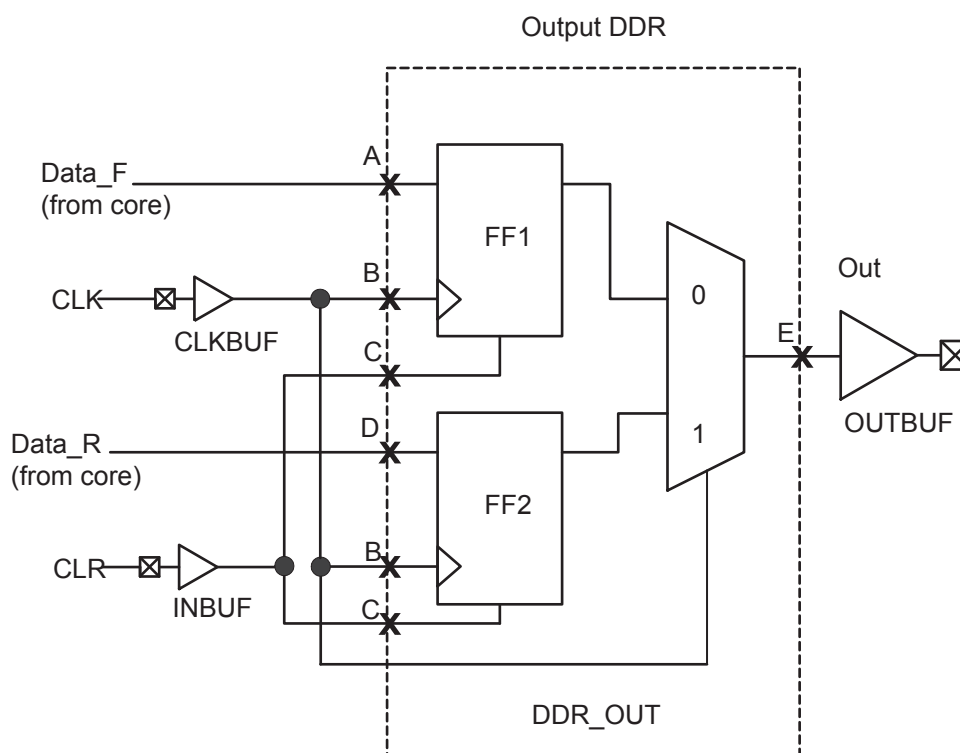 Output DDR
A
Data_F
(from core)
FF1
B
CLK
CLKBUF
0
Out
E
C
OUTBUF
D
Data_R
(from core)
1
FF2
B
CLR
INBUF
C
DDR_OUT